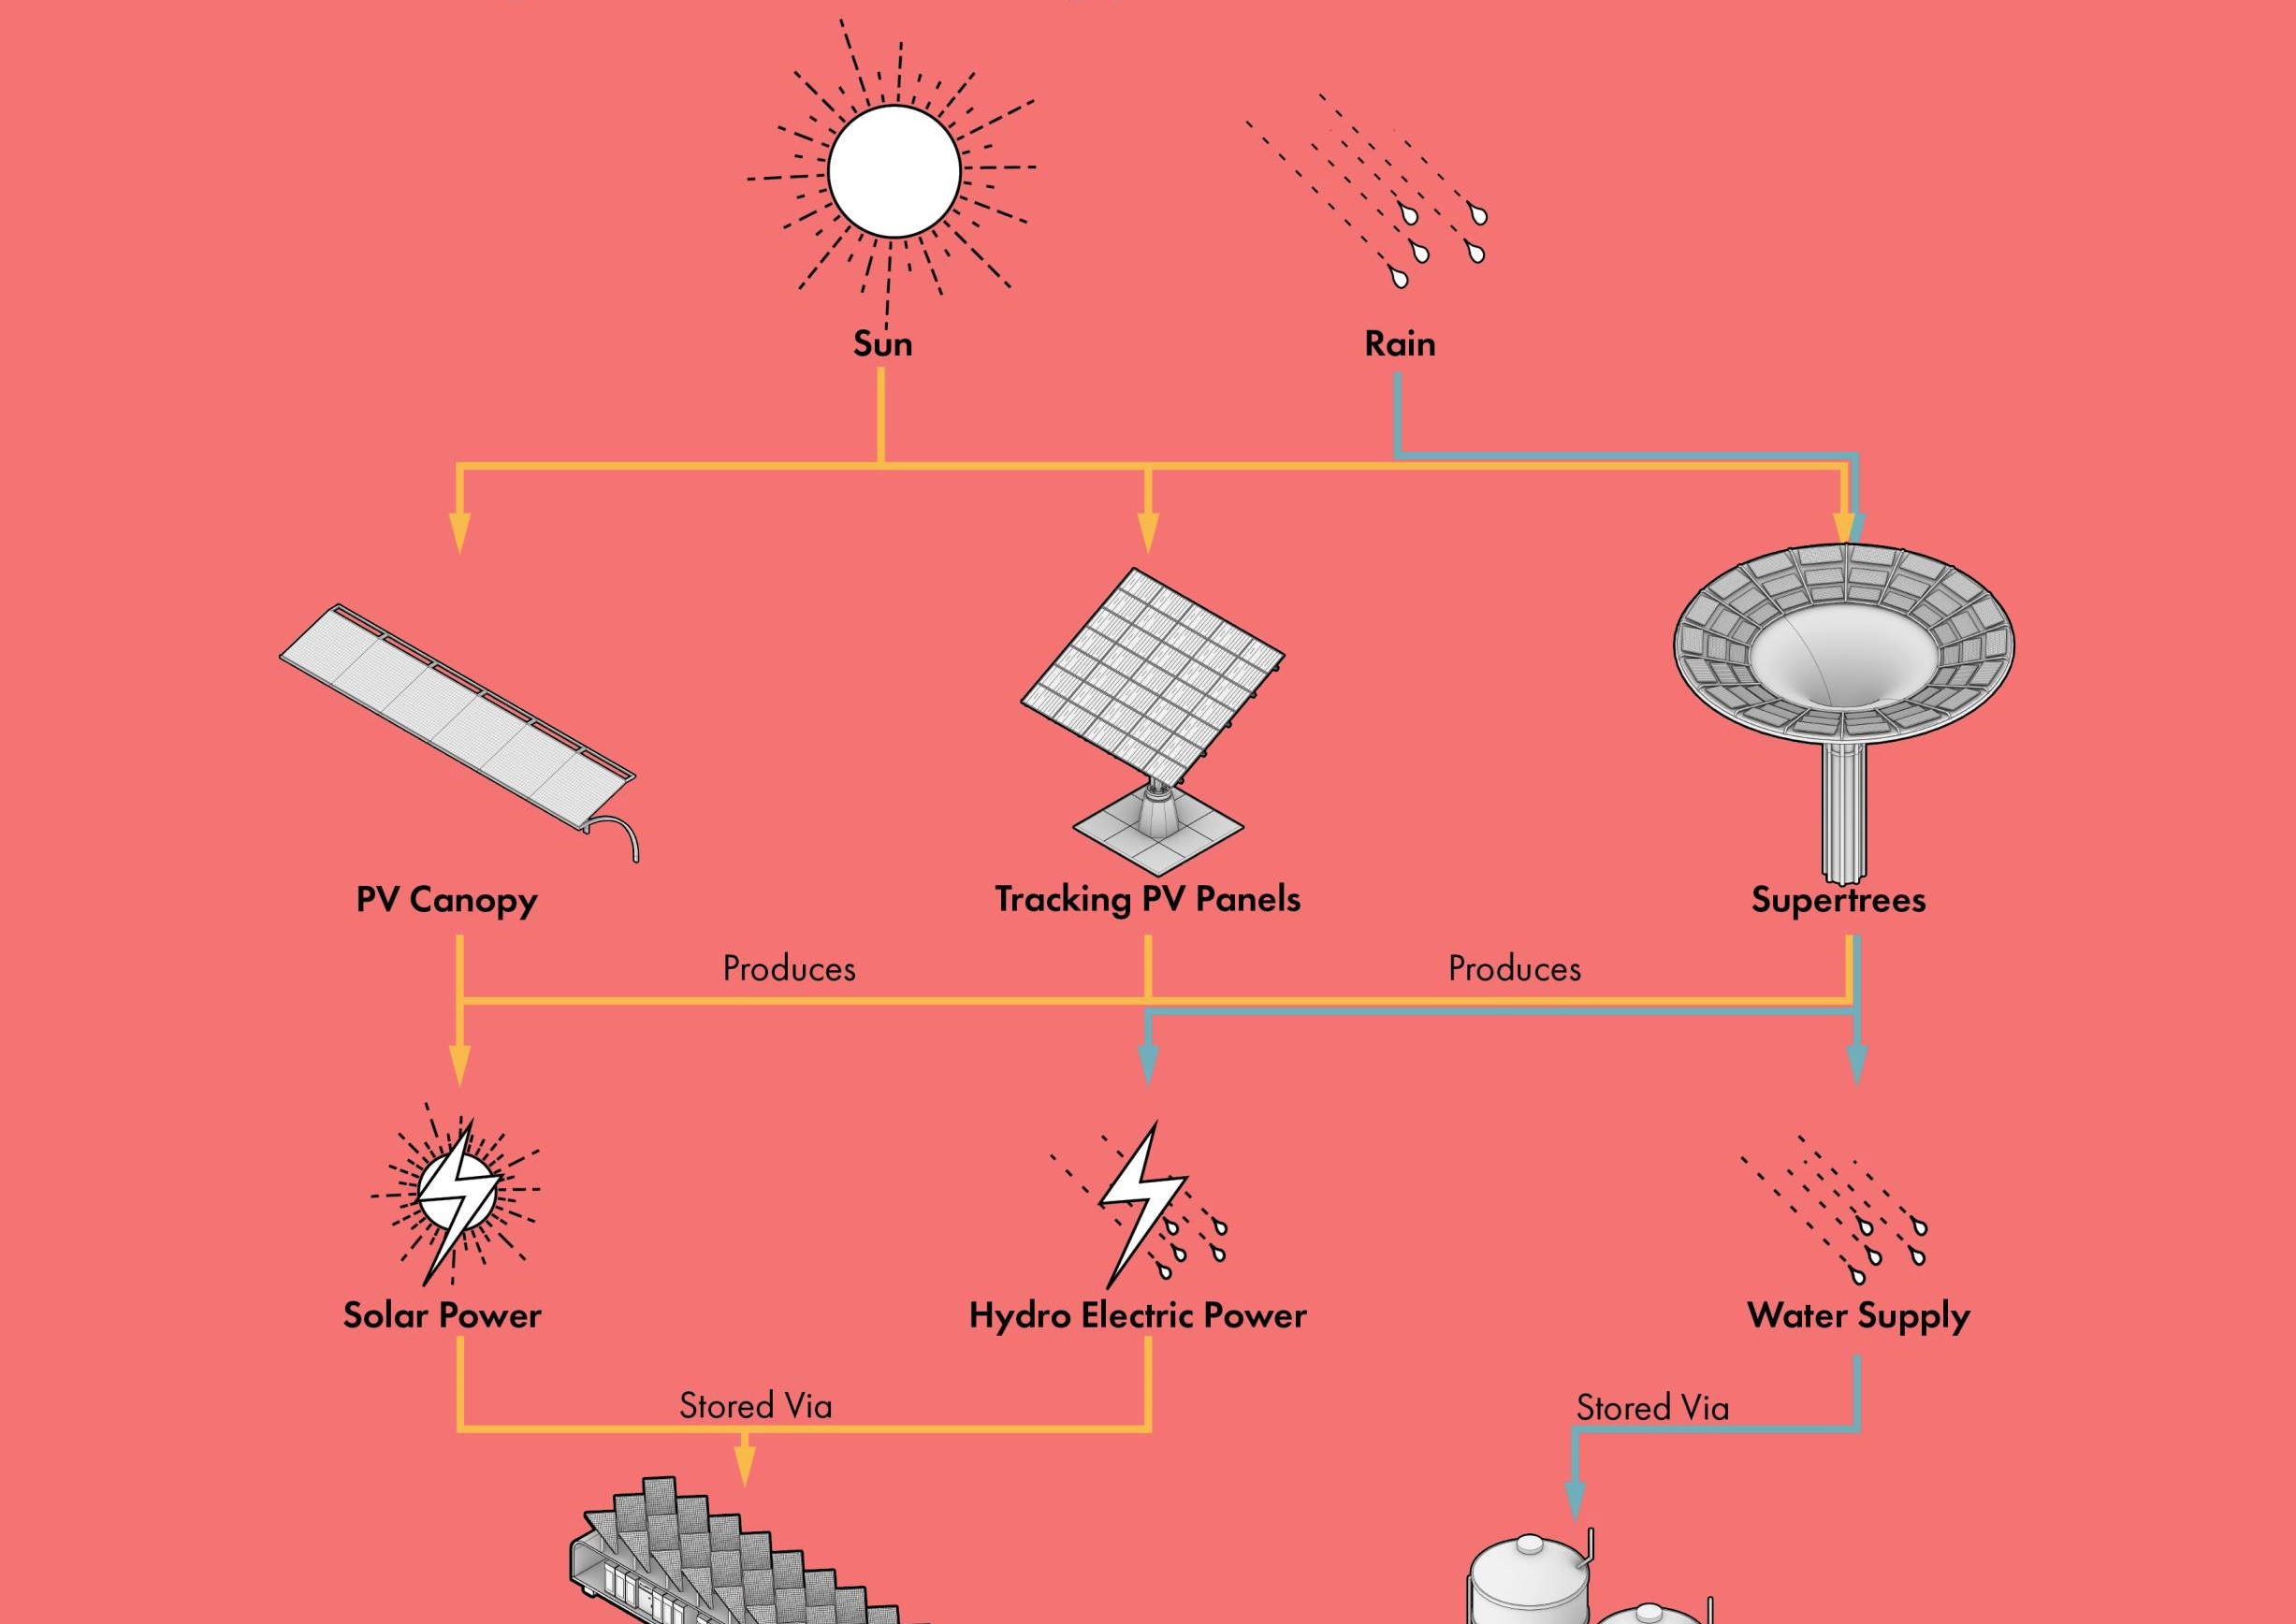 Sun
Rain
PV Canopy
Tracking PV Panels
Supertrees
Produces
Produces
Solar Power
Hydro Electric Power
Water Supply
Stored Via
Stored Via